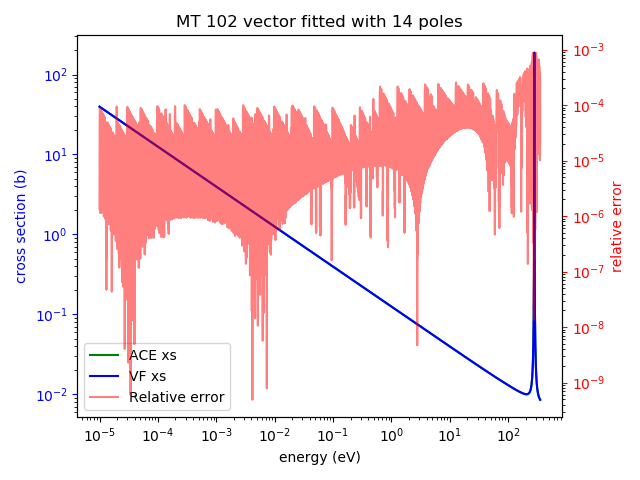 MT 102 vector fitted with 14 poles
cross section (b)
10²
10¹
10⁰
10⁻¹
10⁻²
10⁻³
10⁻⁴
10⁻⁵
10⁻⁶
10⁻⁷
10⁻⁸
10⁻⁹
relative error
ACE xs
VF xs
Relative error
10⁻⁵ 10⁻⁴ 10⁻³ 10⁻² 10⁻¹ 10⁰ 10¹ 10²
energy (eV)